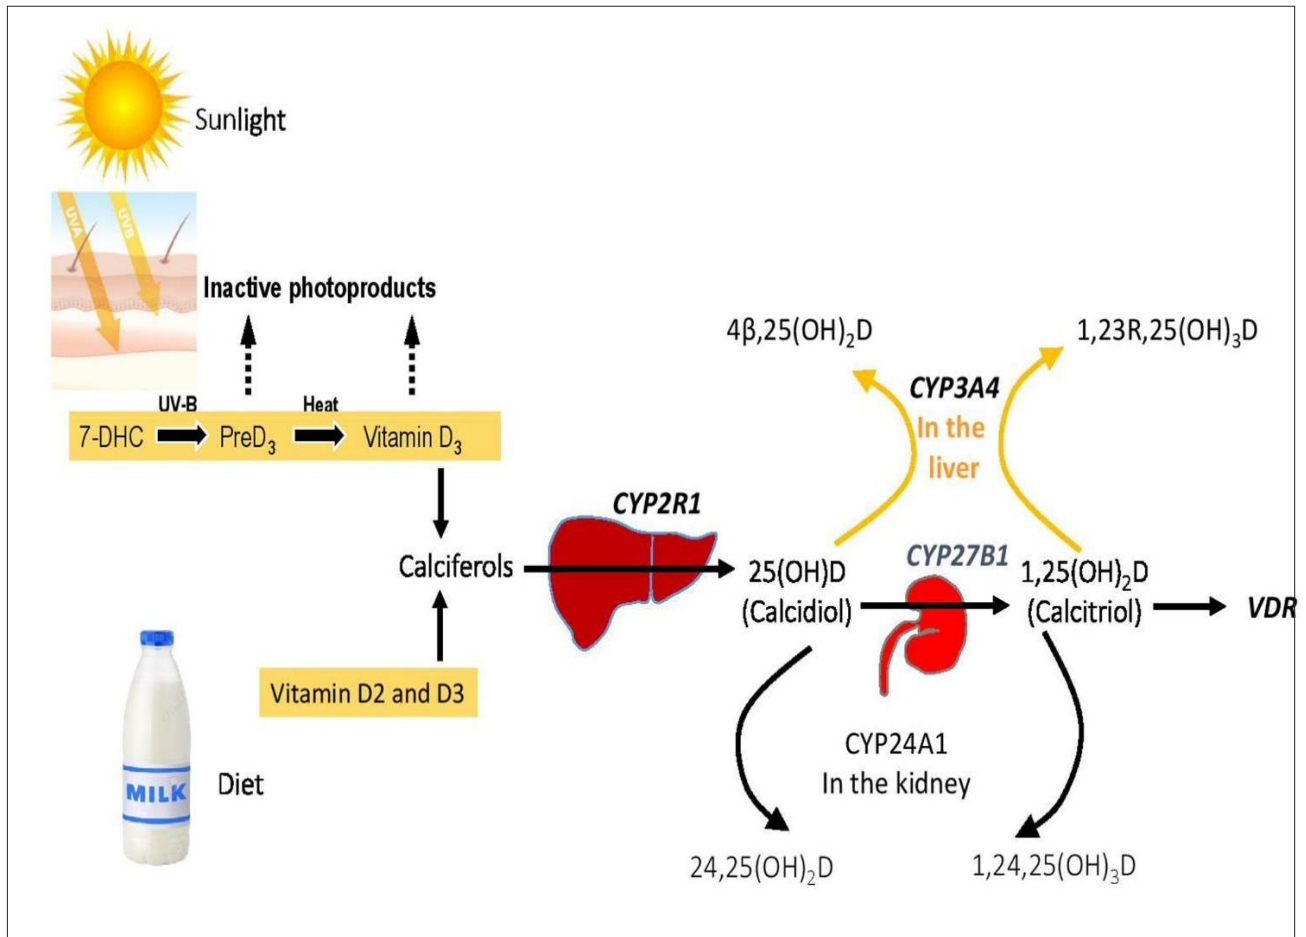 Sunlight
UVA
UVB
Inactive photoproducts
UV-B
Heat
7-DHC
PreD₃
Vitamin D₃
4β,25(OH)₂D
1,23R,25(OH)₃D
CYP3A4
In the
liver
CYP2R1
CYP27B1
Calciferols
25(OH)D
(Calcidiol)
1,25(OH)₂D
(Calcitriol)
VDR
Vitamin D2 and D3
CYP24A1
In the kidney
MILK
Diet
24,25(OH)₂D
1,24,25(OH)₃D